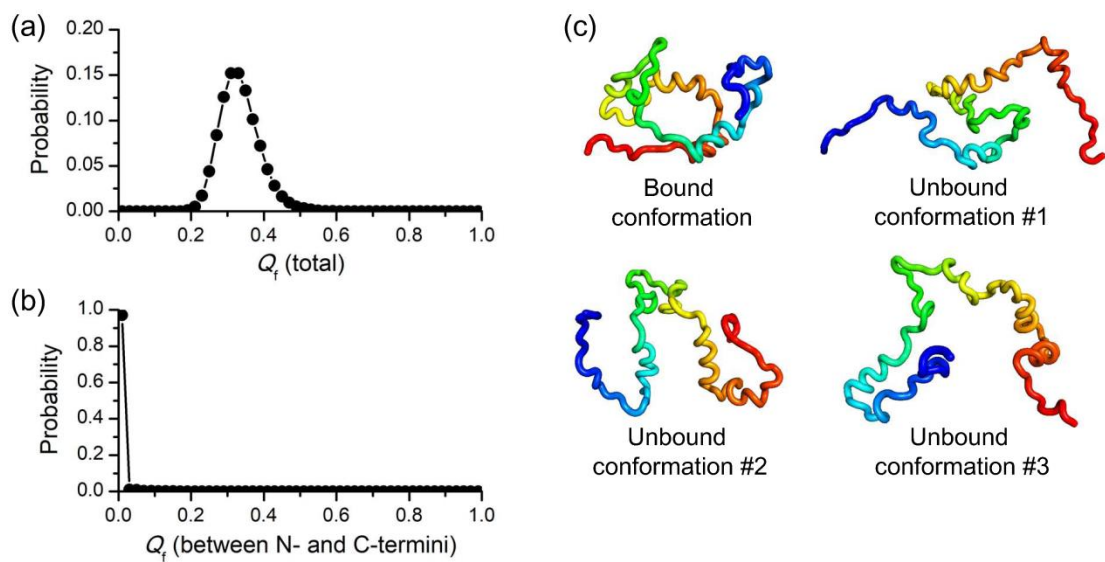 (a)
0.20
0.15
0.10
0.05
0.00
Probability
0.0 0.2 0.4 0.6 0.8 1.0
Qf (total)
(b)
1.0
0.8
0.6
0.4
0.2
0.0
Probability
0.0 0.2 0.4 0.6 0.8 1.0
Qf (between N- and C-termini)
(c)
Bound
conformation
Unbound
conformation #1
Unbound
conformation #2
Unbound
conformation #3